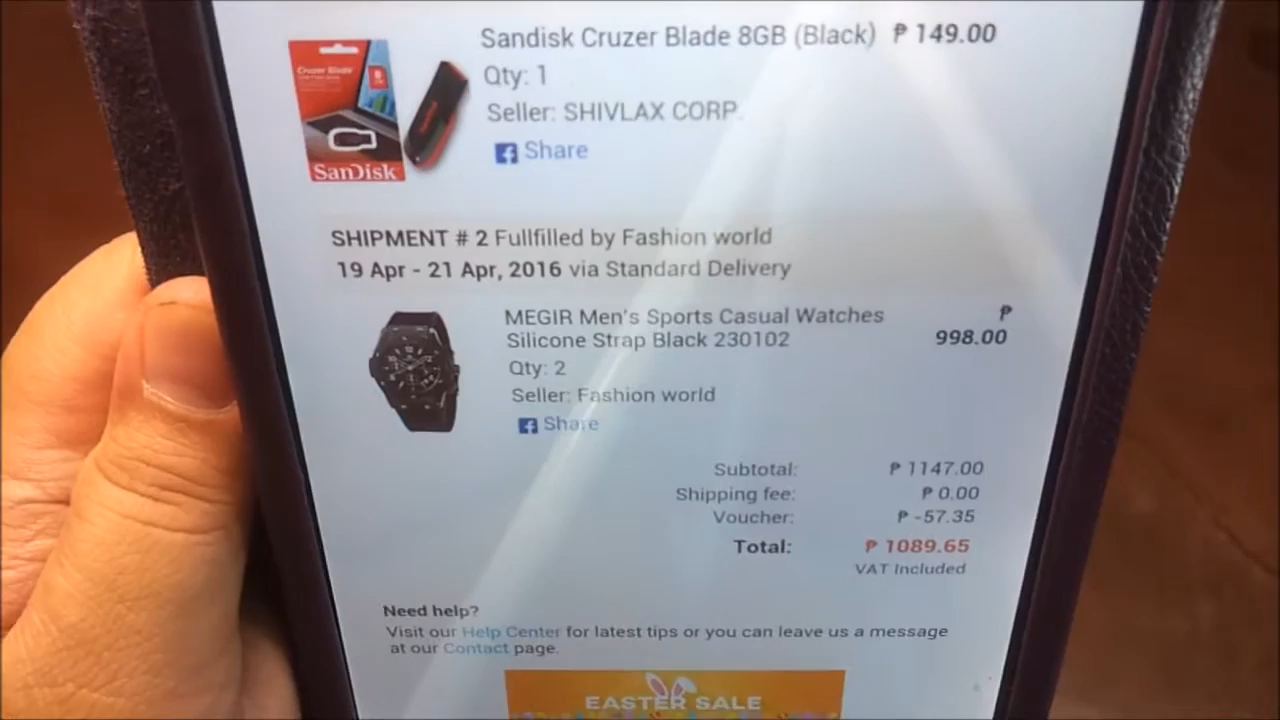 Sandisk Cruzer Blade 8GB (Black) ₱ 149.00
Qty: 1
Seller: SHIVLAX CORP.
Share
Cruzer Blade
SanDisk
SHIPMENT # 2 Fullfilled by Fashion world
19 Apr - 21 Apr, 2016 via Standard Delivery
MEGIR Men's Sports Casual Watches ₱
Silicone Strap Black 230102 998.00
Qty: 2
Seller: Fashion world
Share
Subtotal: ₱ 1147.00
Shipping fee: ₱ 0.00
Voucher: ₱ -57.35
Total: ₱ 1089.65
VAT Included
Need help?
Visit our Help Center for latest tips or you can leave us a message
at our Contact page.
EASTER SALE